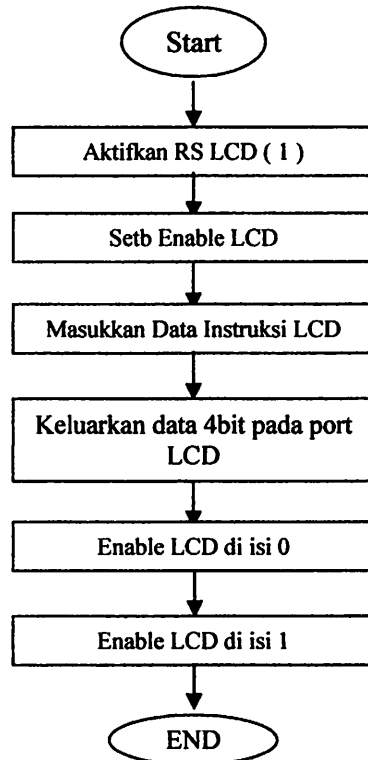 Start
Aktifkan RS LCD ( 1 )
Setb Enable LCD
Masukkan Data Instruksi LCD
Keluarkan data 4bit pada port
LCD
Enable LCD di isi 0
Enable LCD di isi 1
END